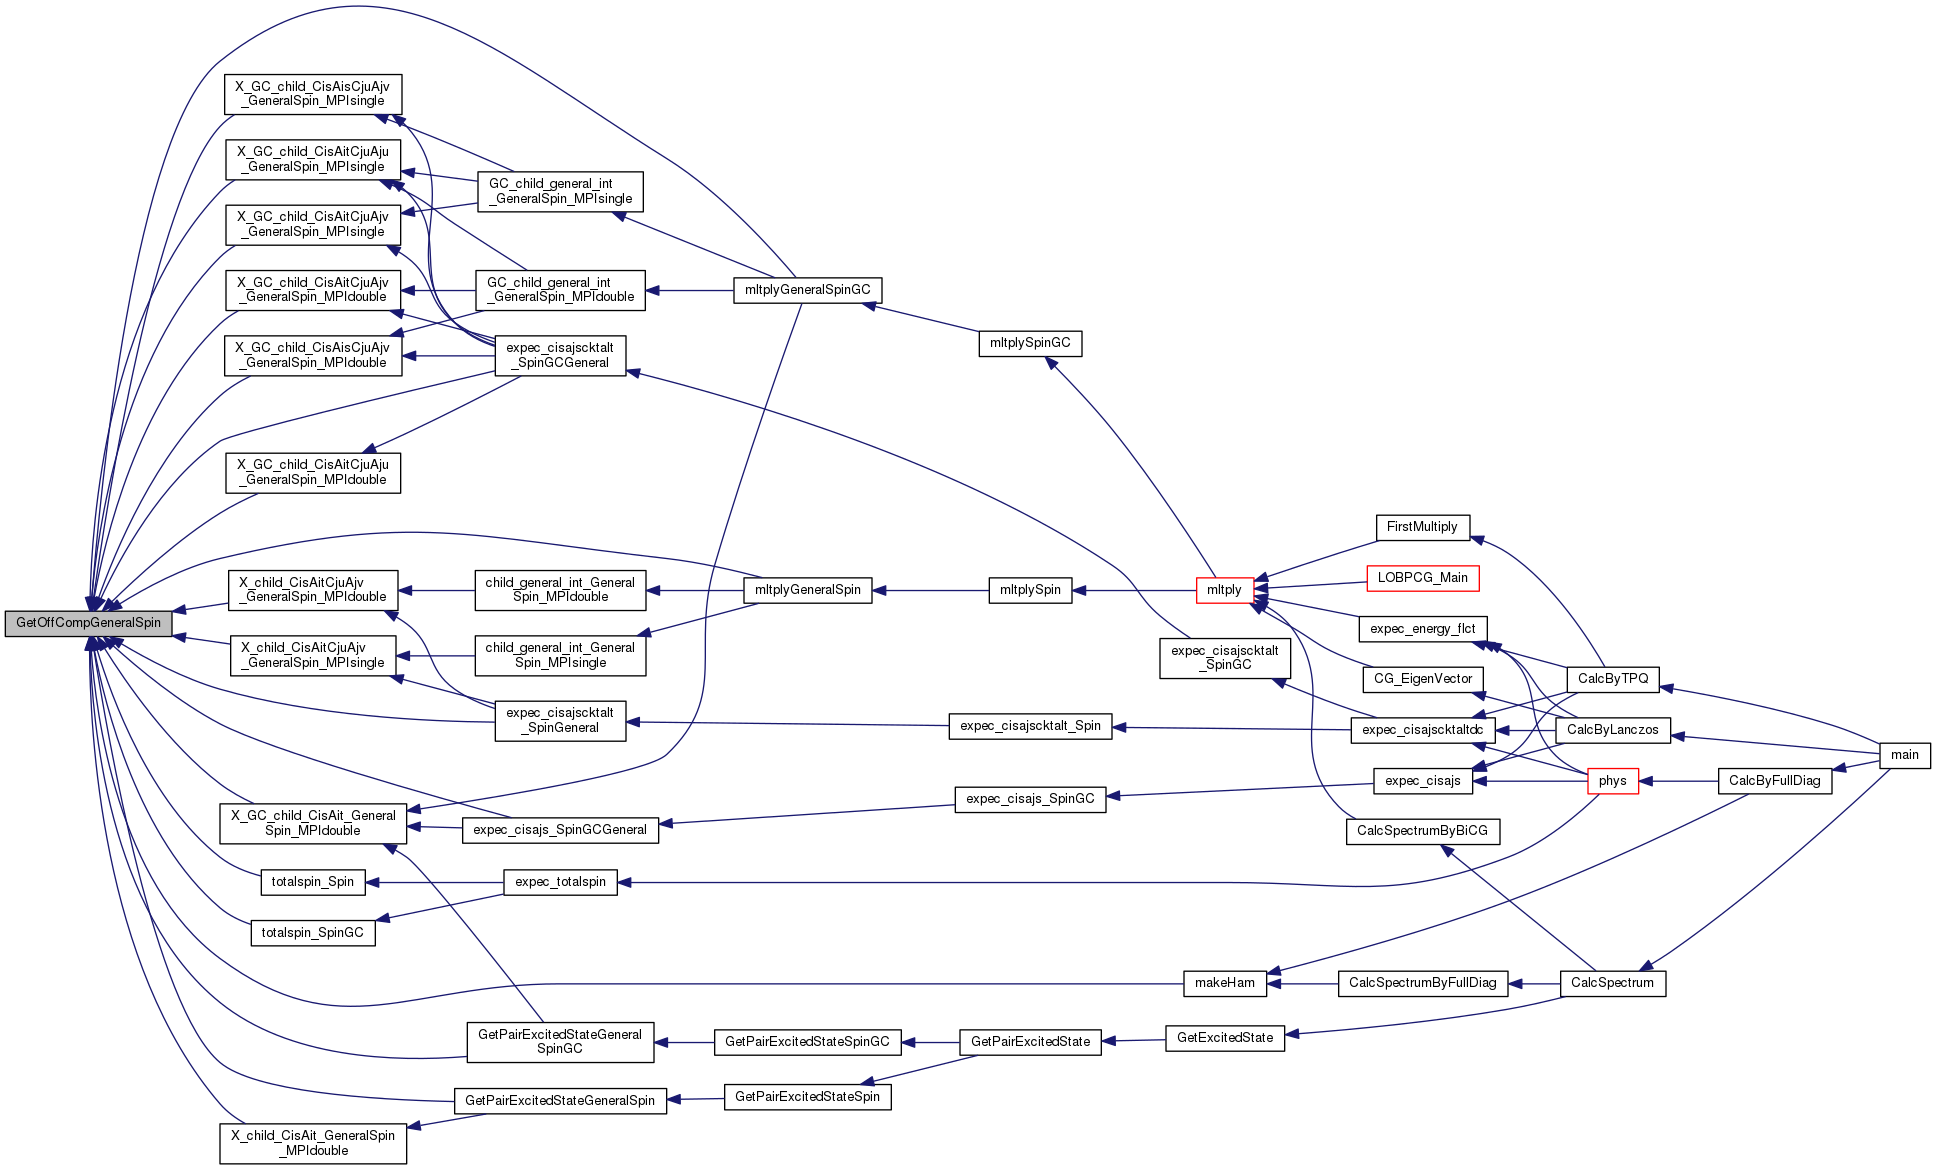 X_GC_child_CisAisCjuAjv
_GeneralSpin_MPIsingle
X_GC_child_CisAitCjuAju
_GeneralSpin_MPIsingle
X_GC_child_CisAitCjuAjv
_GeneralSpin_MPIsingle
X_GC_child_CisAitCjuAjv
_GeneralSpin_MPIdouble
X_GC_child_CisAisCjuAjv
_GeneralSpin_MPIdouble
X_GC_child_CisAitCjuAju
_GeneralSpin_MPIdouble
GC_child_general_int
_GeneralSpin_MPIsingle
GC_child_general_int
_GeneralSpin_MPIdouble
expec_cisajscktalt
_SpinGCGeneral
mltplyGeneralSpinGC
mltplySpinGC
GetOffCompGeneralSpin
X_child_CisAitCjuAjv
_GeneralSpin_MPIdouble
X_child_CisAitCjuAjv
_GeneralSpin_MPIsingle
child_general_int_General
Spin_MPIdouble
child_general_int_General
Spin_MPIsingle
expec_cisajscktalt
_SpinGeneral
mltplyGeneralSpin
mltplySpin
mltply
expec_cisajscktalt
_SpinGC
expec_cisajscktalt_Spin
FirstMultiply
LOBPCG_Main
expec_energy_flct
CG_EigenVector
expec_cisajscktaltdc
expec_cisajs
CalcSpectrumByBiCG
CalcByTPQ
CalcByLanczos
phys
CalcByFullDiag
main
X_GC_child_CisAit_General
Spin_MPIdouble
expec_cisajs_SpinGCGeneral
expec_cisajs_SpinGC
totalspin_Spin
expec_totalspin
totalspin_SpinGC
makeHam
CalcSpectrumByFullDiag
CalcSpectrum
GetPairExcitedStateGeneral
SpinGC
GetPairExcitedStateSpinGC
GetPairExcitedState
GetExcitedState
GetPairExcitedStateGeneralSpin
GetPairExcitedStateSpin
X_child_CisAit_GeneralSpin
_MPIdouble